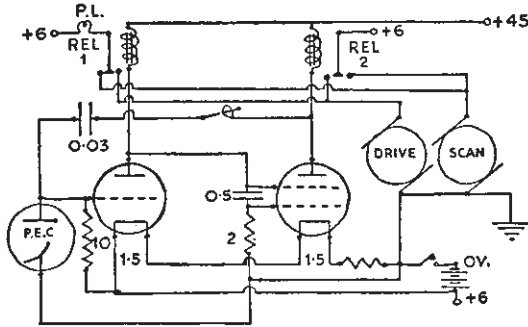 P.L.
+6
REL
1
+6
REL
2
+45
0·03
DRIVE
SCAN
0·5
P.E.C
10
2
1·5
1·5
0V.
+6